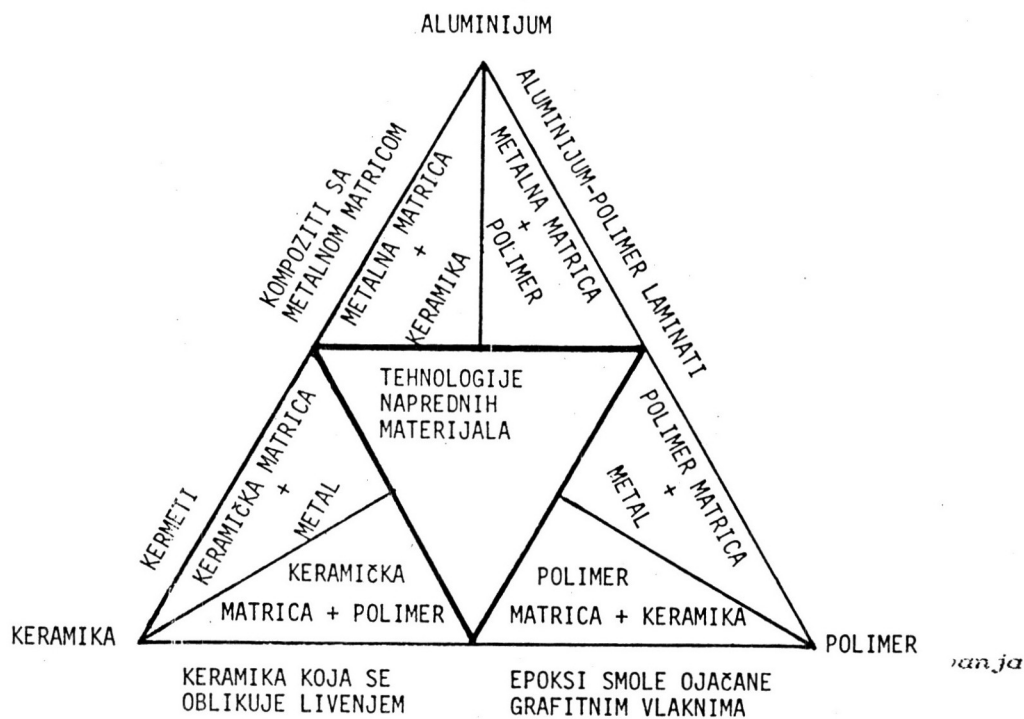 ALUMINIJUM
KOMPOZITI SA
METALNOM MATRICOM
METALNA MATRICA
+
KERAMIKA
METALNA MATRICA
+
POLIMER
ALUMINIJUM-POLIMER LAMINATI
TEHNOLOGIJE
NAPREDNIH
MATERIJALA
KERMETI
KERAMIČKA MATRICA
+
METAL
KERAMIČKA
MATRICA + POLIMER
POLIMER MATRICA
+
METAL
POLIMER
MATRICA + KERAMIKA
KERAMIKA
POLIMER
KERAMIKA KOJA SE
OBLIKUJE LIVENJEM
EPOKSI SMOLE OJAČANE
GRAFITNIM VLAKNIMA